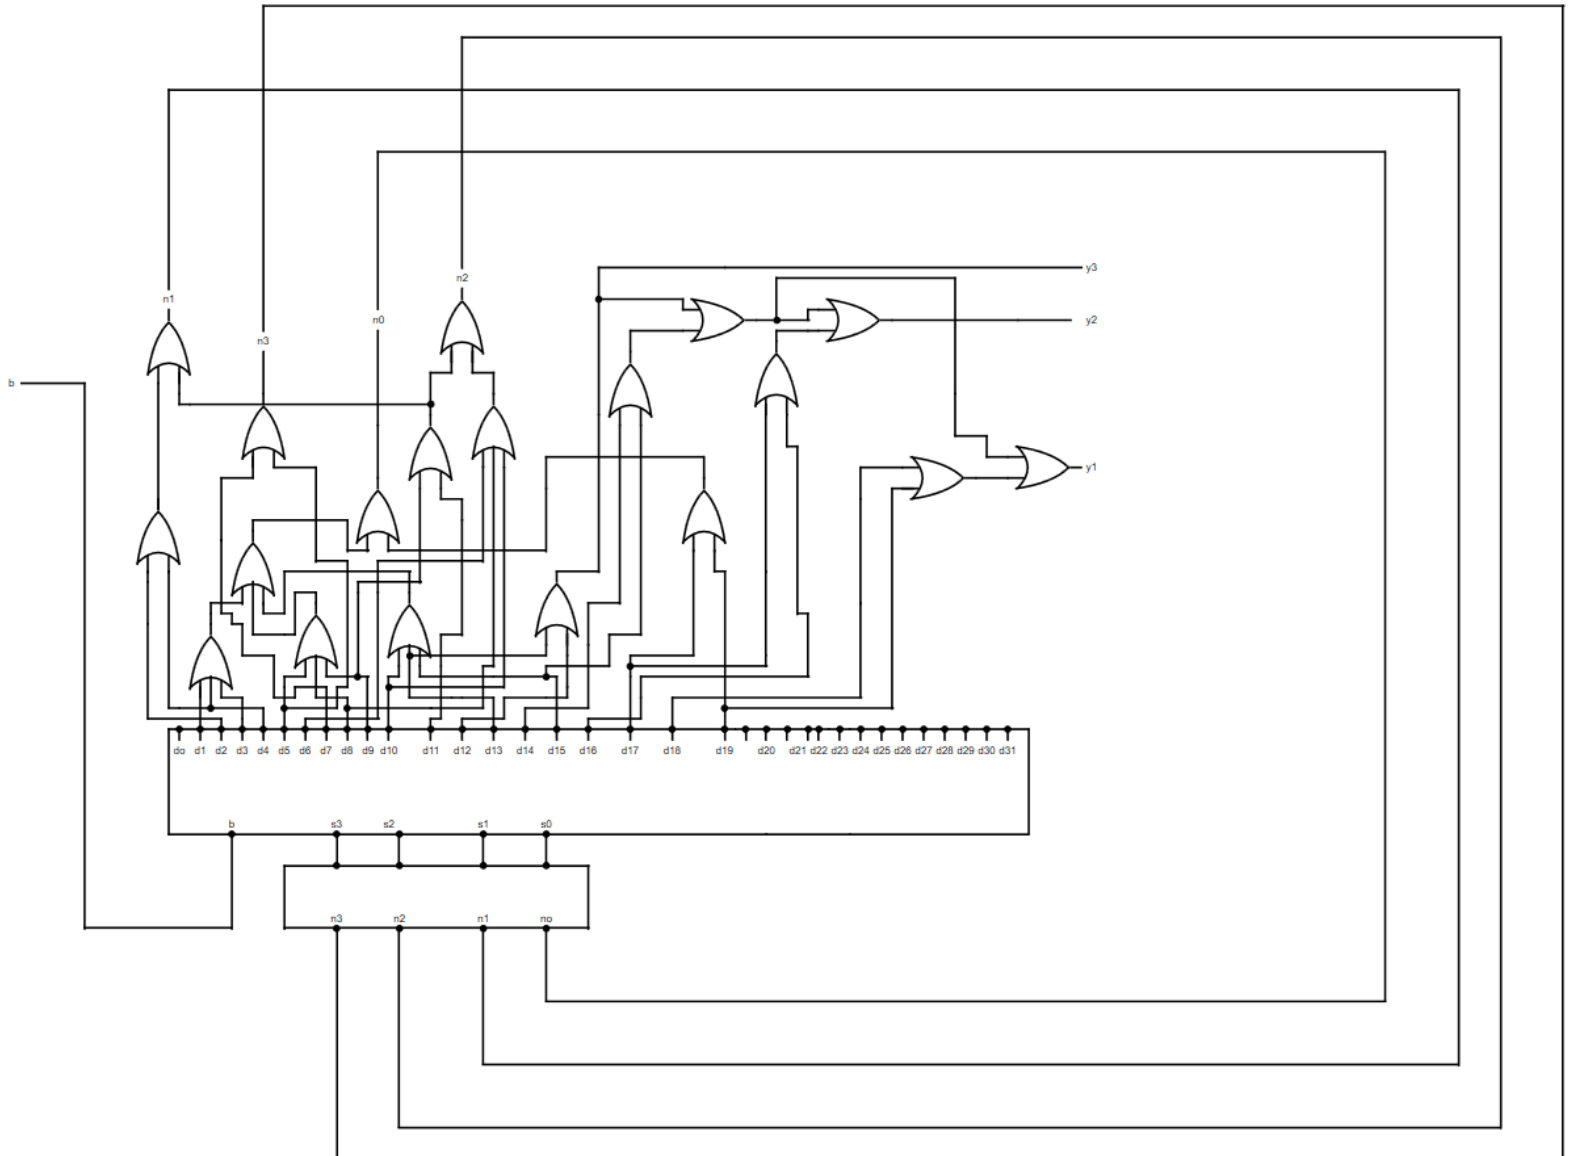 y3
n2
n1
n0
y2
n3
b
y1
do d1 d2 d3 d4 d5 d6 d7 d8 d9 d10 d11 d12 d13 d14 d15 d16 d17 d18 d19 d20 d21 d22 d23 d24 d25 d26 d27 d28 d29 d30 d31
b s3 s2 s1 s0
n3 n2 n1 no